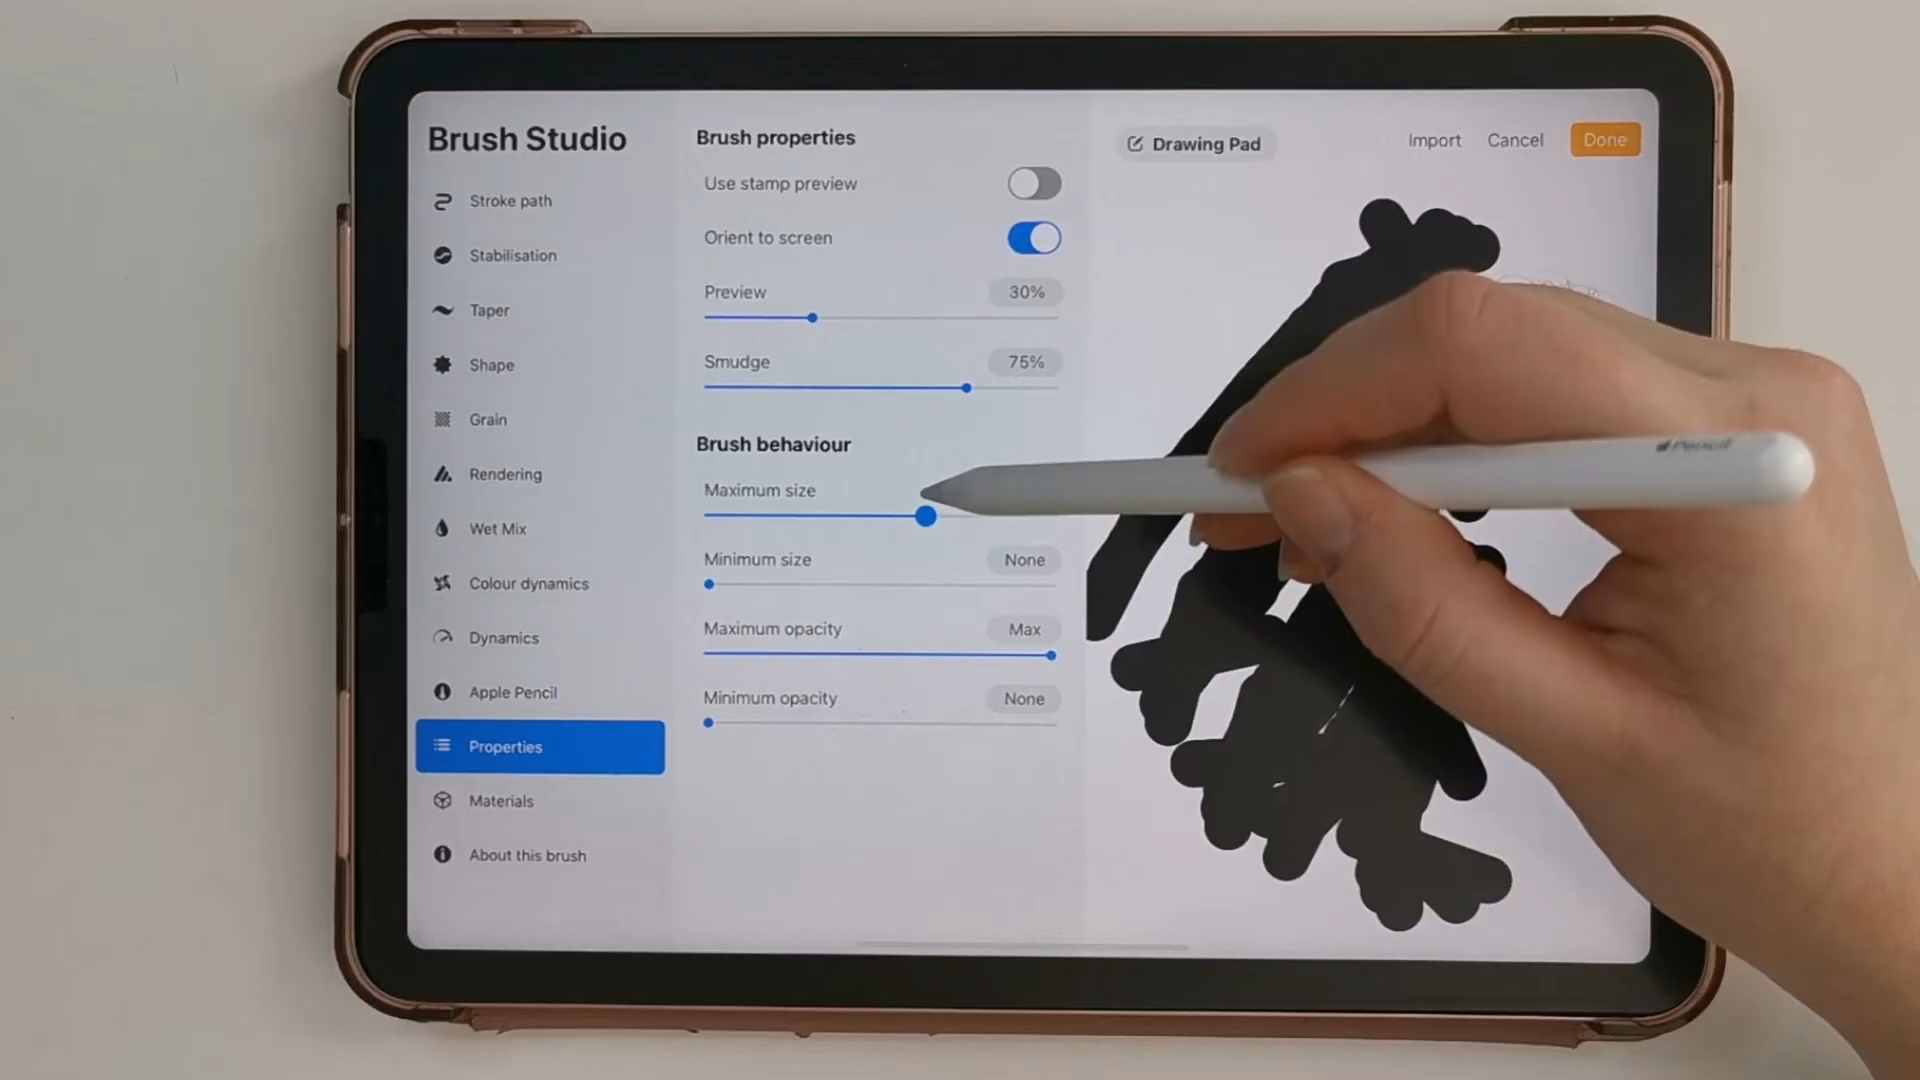 Brush Studio
Stroke path
Stabilisation
Taper
Shape
Grain
Rendering
Wet Mix
Colour dynamics
Dynamics
Apple Pencil
Properties
Materials
About this brush
Brush properties
Use stamp preview
Orient to screen
Preview 30%
Smudge 75%
Brush behaviour
Maximum size
Minimum size None
Maximum opacity Max
Minimum opacity None
Drawing Pad
Import Cancel Done
Pencil